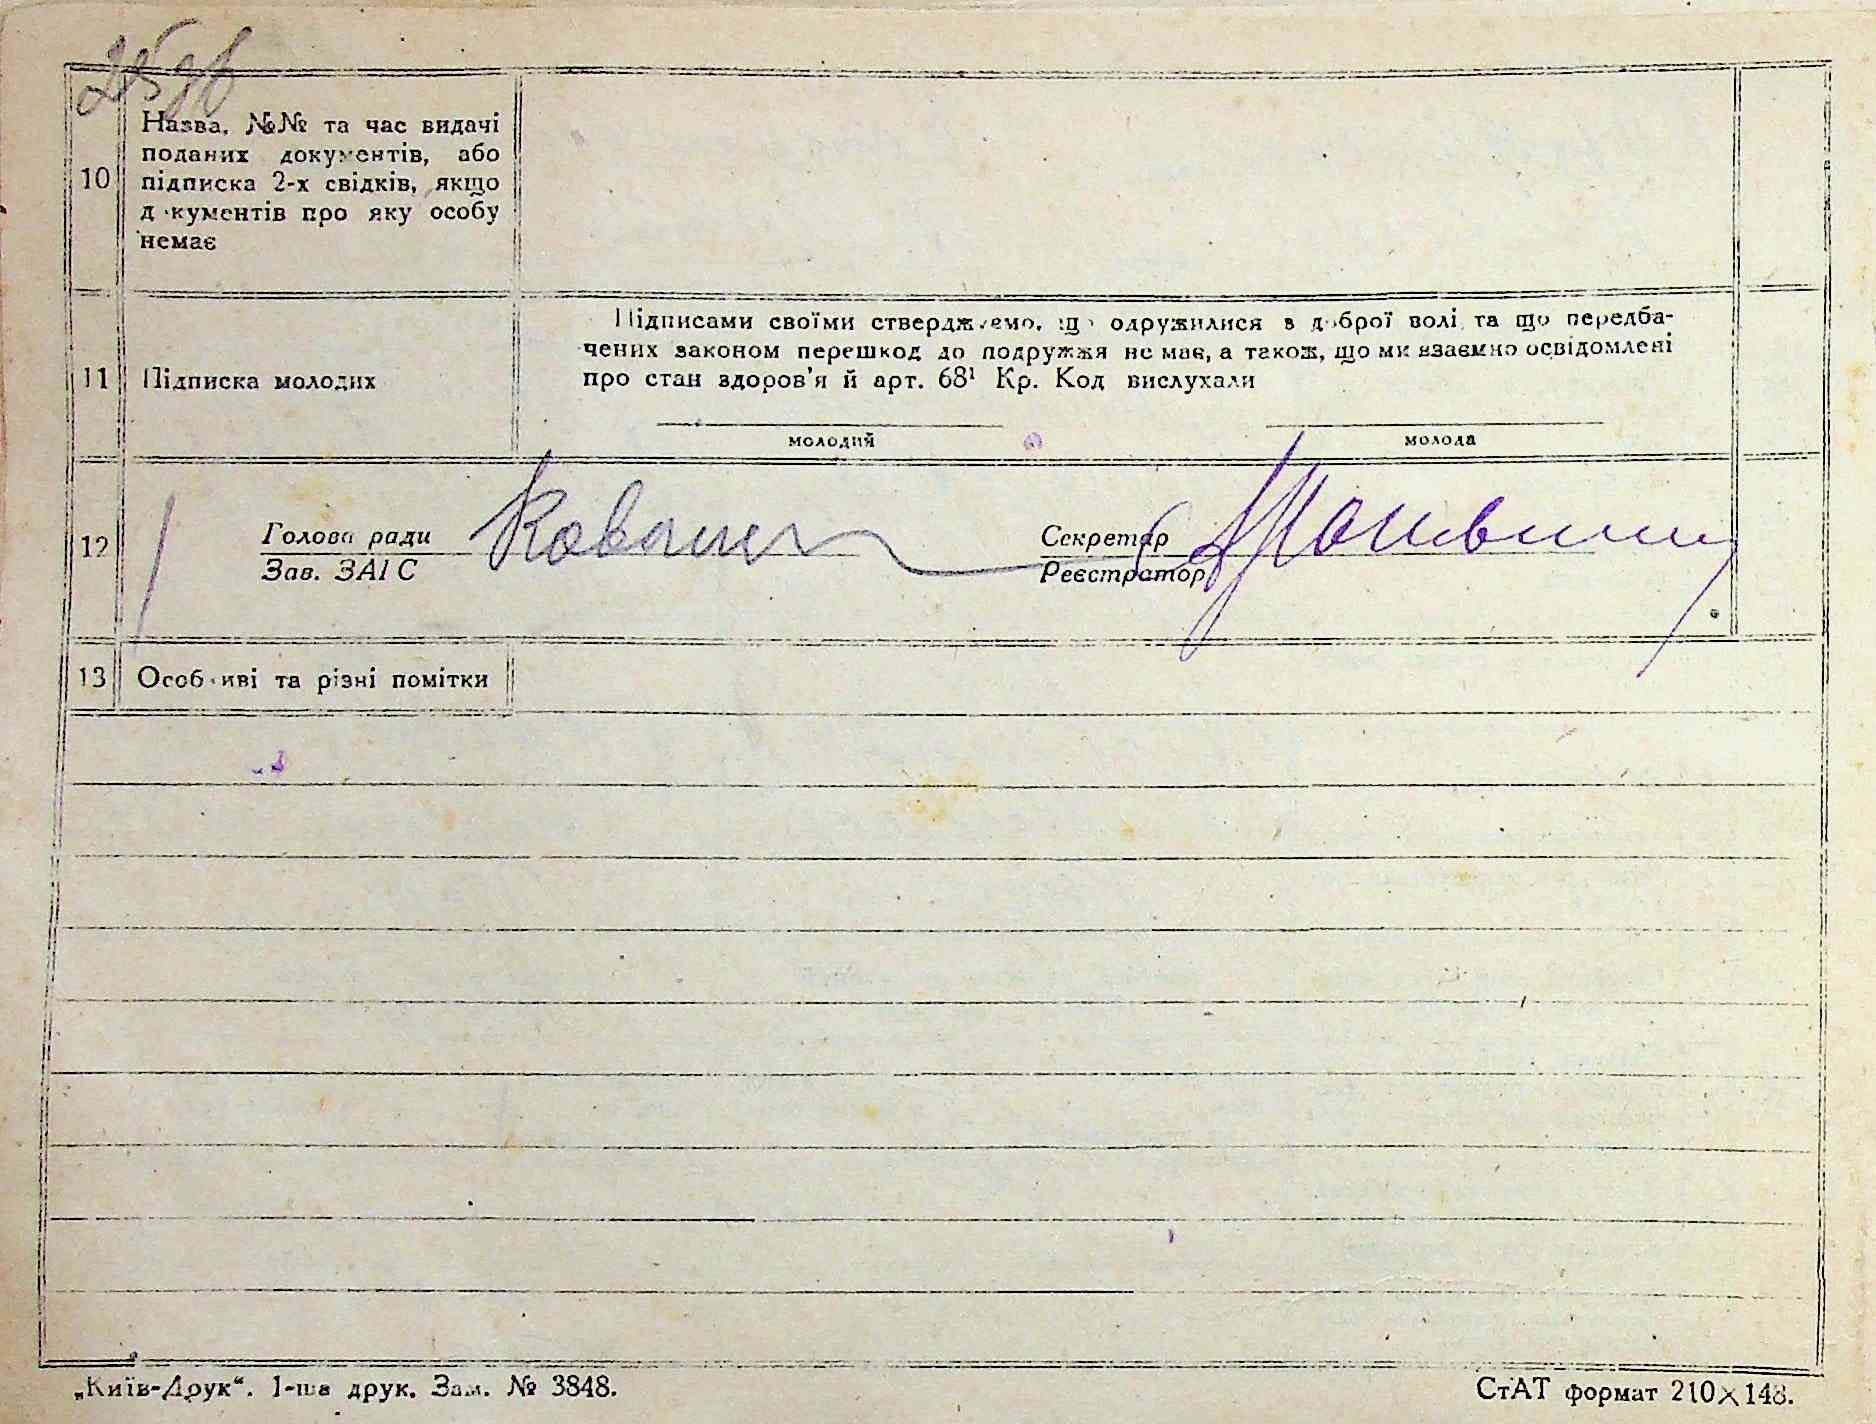 25 зв
10
Назва, №№ та час видачі
поданих документів, або
підписка 2-х свідків, якщо
документів про яку особу
немає
11
Підписка молодих
Підписами своїми стверджуємо, що одружилися з доброї волі та що передба-
чених законом перешкод до подружжя не має, а також, що ми взаємно освідомлені
про стан здоров'я й арт. 68¹ Кр. Код вислухали
молодий молода
12
Голова ради Секретар
Зав. ЗАГС Реєстратор
13 Особливі та різні помітки
„Київ-Друк“. 1-ша друк. Зам. № 3848. СтАТ формат 210×148.